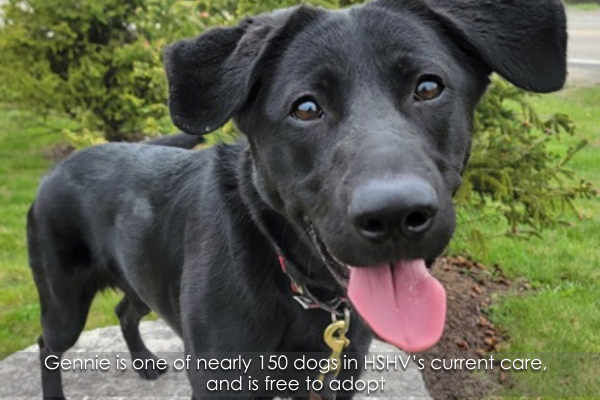 Gennie is one of nearly 150 dogs in HSHV's current care,
and is free to adopt